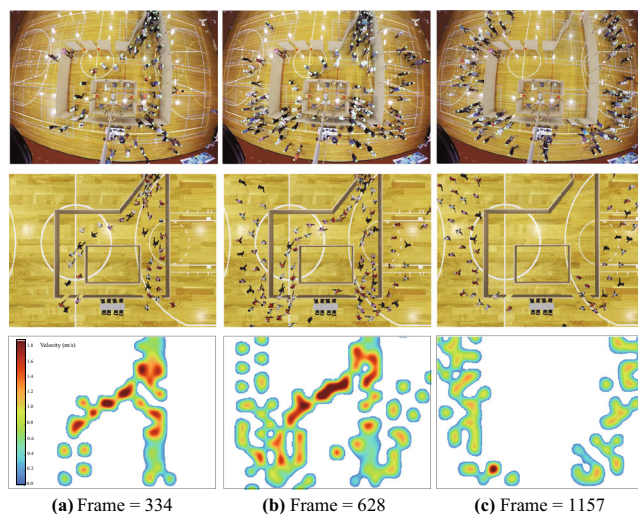 Velocity (m/s)
1.8
1.6
1.4
1.2
1.0
0.8
0.6
0.4
0.2
0.0
(a) Frame = 334
(b) Frame = 628
(c) Frame = 1157